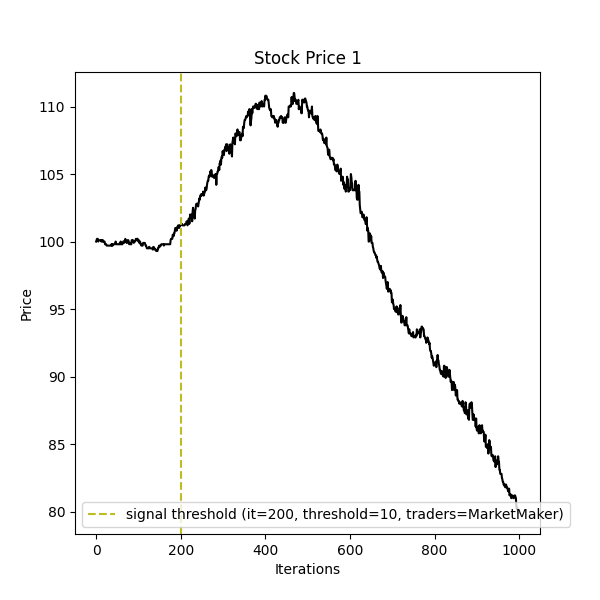 Stock Price 1
110
105
100
95
90
85
80
Price
signal threshold (it=200, threshold=10, traders=MarketMaker)
0 200 400 600 800 1000
Iterations